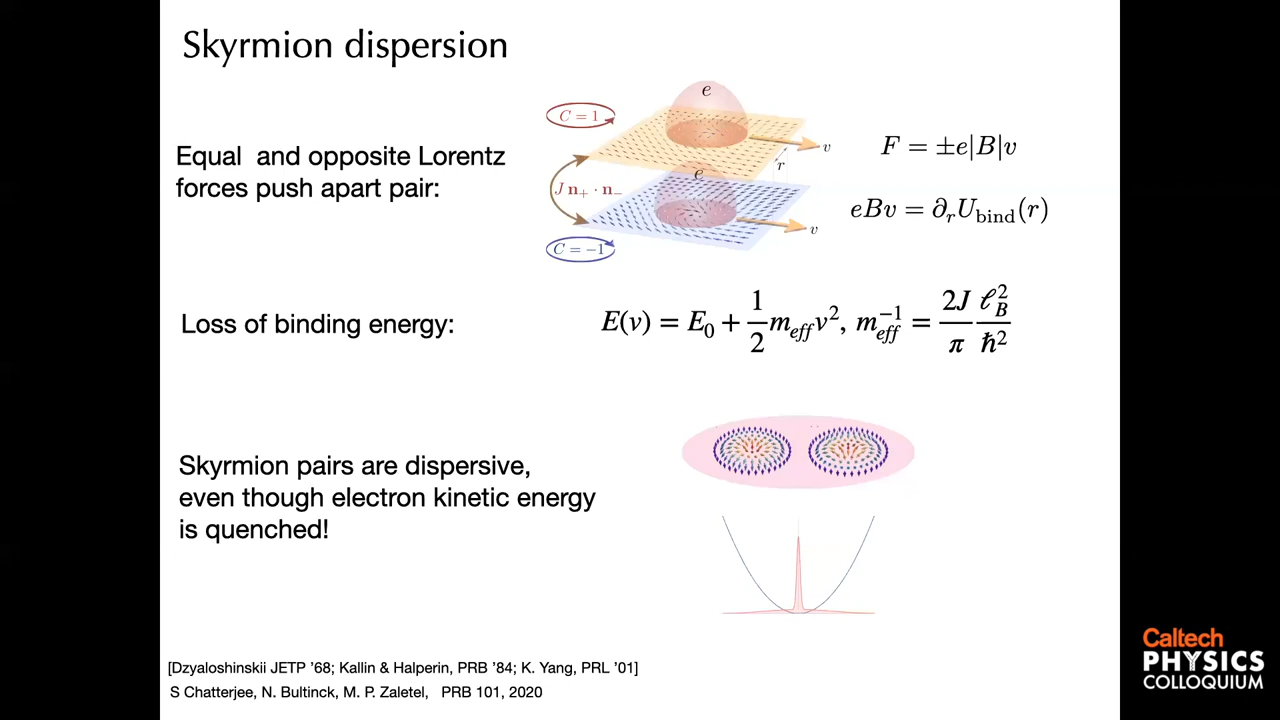 Skyrmion dispersion
Equal and opposite Lorentz
forces push apart pair:
e
C = 1
v
r
J n₊ · n₋
e
C = −1
v
F = ±e|B|v
eBv = ∂ᵣU_bind(r)
Loss of binding energy:
E(v) = E₀ + 1/2 m_eff v², m_eff⁻¹ = 2J/π ℓ_B²/ℏ²
Skyrmion pairs are dispersive,
even though electron kinetic energy
is quenched!
[Dzyaloshinskii JETP ’68; Kallin & Halperin, PRB ’84; K. Yang, PRL ’01]
S Chatterjee, N. Bultinck, M. P. Zaletel, PRB 101, 2020
Caltech
PHYSICS
COLLOQUIUM